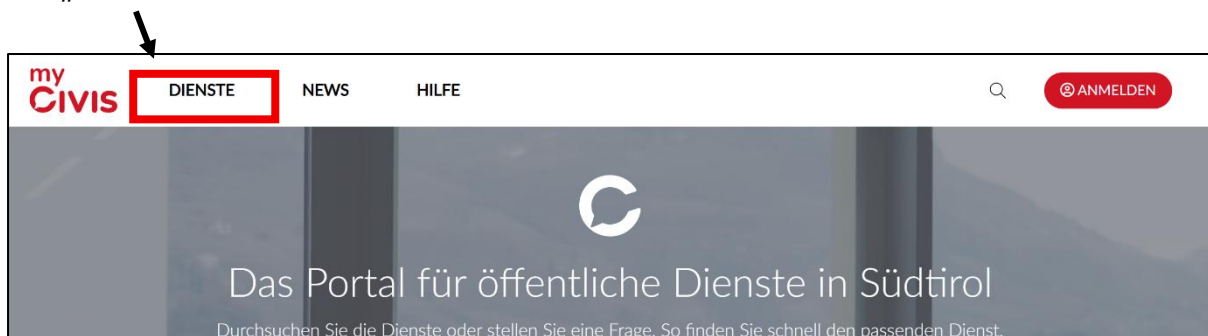 my
CIVIS
DIENSTE
NEWS
HILFE
ANMELDEN
Das Portal für öffentliche Dienste in Südtirol
Durchsuchen Sie die Dienste oder stellen Sie eine Frage. So finden Sie schnell den passenden Dienst.